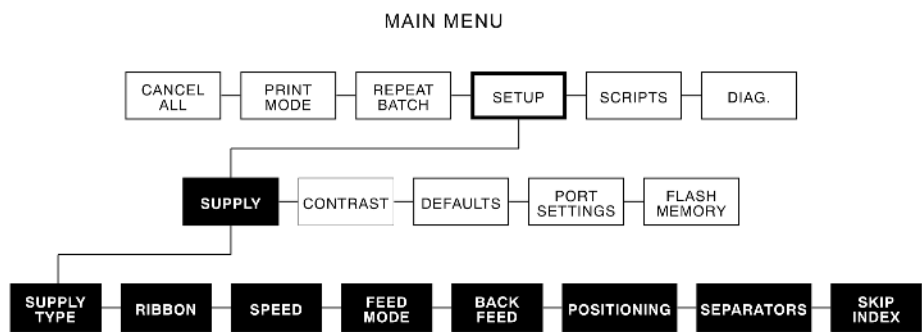 MAIN MENU
CANCEL
ALL
PRINT
MODE
REPEAT
BATCH
SETUP
SCRIPTS
DIAG.
SUPPLY
CONTRAST
DEFAULTS
PORT
SETTINGS
FLASH
MEMORY
SUPPLY
TYPE
RIBBON
SPEED
FEED
MODE
BACK
FEED
POSITIONING
SEPARATORS
SKIP
INDEX